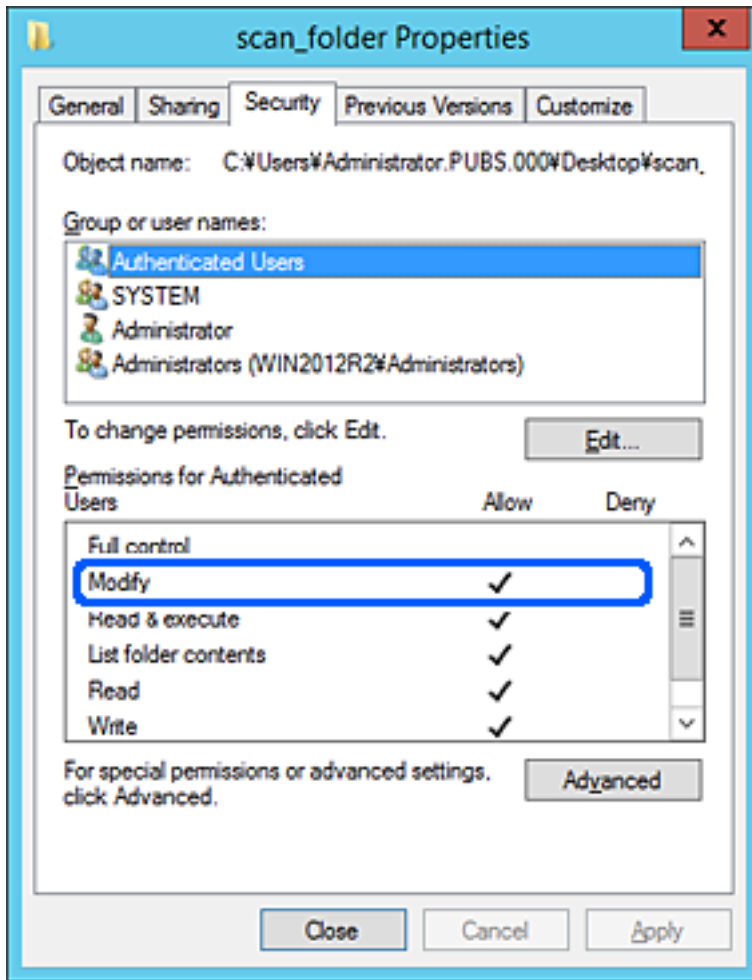 scan_folder Properties
x
General Sharing Security Previous Versions Customize
Object name: C:¥Users¥Administrator.PUBS.000¥Desktop¥scan_
Group or user names:
Authenticated Users
SYSTEM
Administrator
Administrators (WIN2012R2¥Administrators)
To change permissions, click Edit.
Edit...
Permissions for Authenticated
Users Allow Deny
Full control
Modify
Read & execute
List folder contents
Read
Write
For special permissions or advanced settings,
click Advanced.
Advanced
Close Cancel Apply